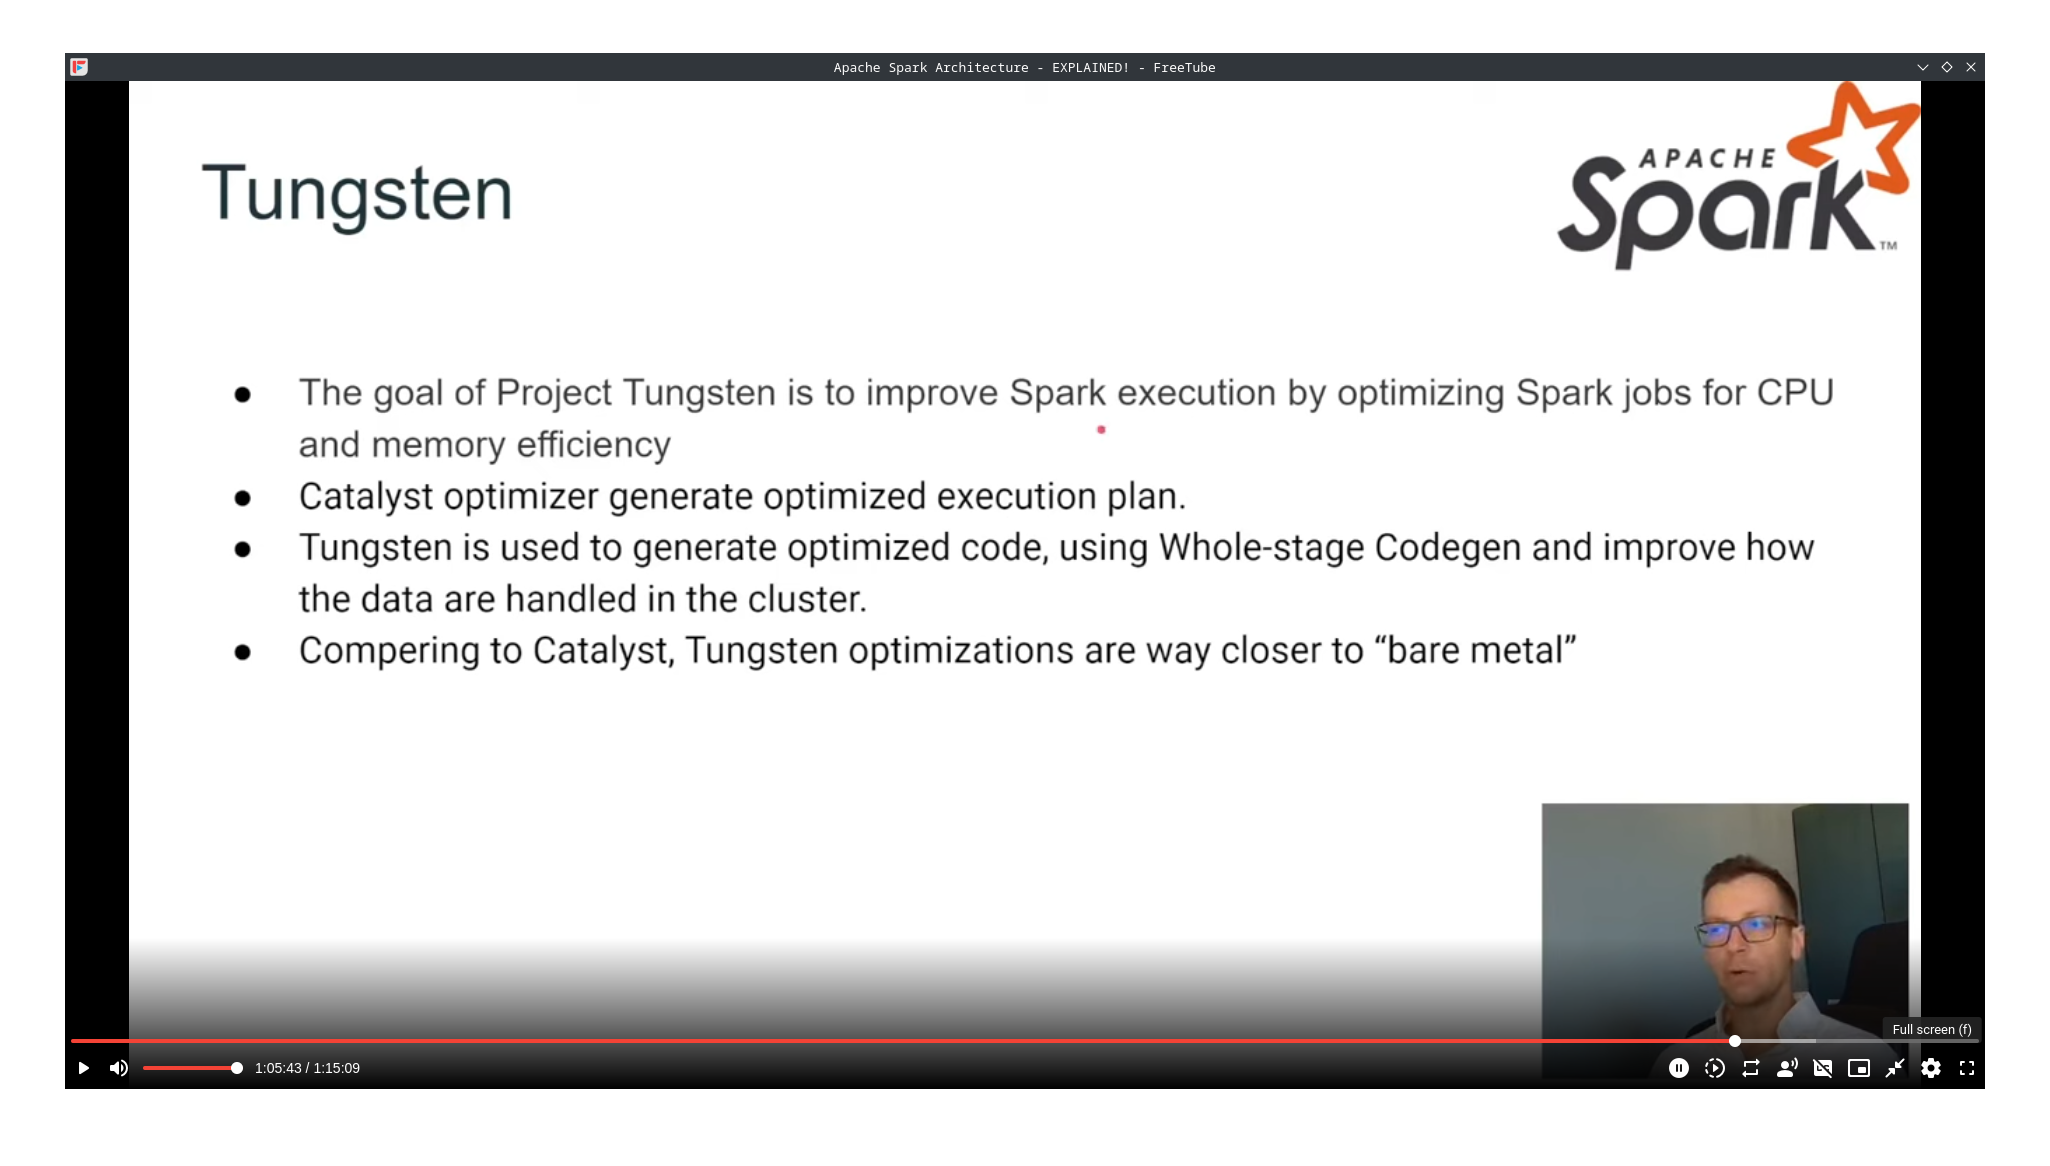 Apache Spark Architecture - EXPLAINED! - FreeTube
Tungsten
APACHE
Spark™
● The goal of Project Tungsten is to improve Spark execution by optimizing Spark jobs for CPU
and memory efficiency
● Catalyst optimizer generate optimized execution plan.
● Tungsten is used to generate optimized code, using Whole-stage Codegen and improve how
the data are handled in the cluster.
● Compering to Catalyst, Tungsten optimizations are way closer to “bare metal”
Full screen (f)
1:05:43 / 1:15:09